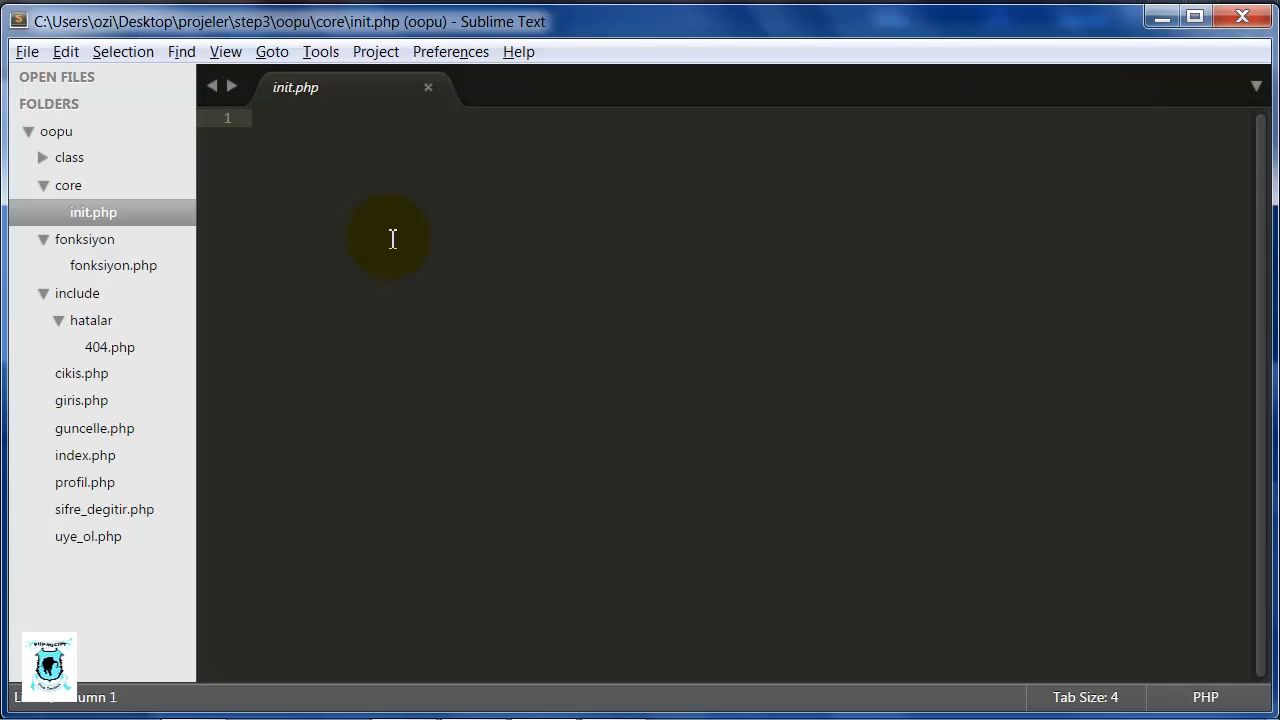 C:\Users\ozi\Desktop\projeler\step3\oopu\core\init.php (oopu) - Sublime Text
File Edit Selection Find View Goto Tools Project Preferences Help
OPEN FILES
FOLDERS
oopu
class
core
init.php
fonksiyon
fonksiyon.php
include
hatalar
404.php
cikis.php
giris.php
guncelle.php
index.php
profil.php
sifre_degitir.php
uye_ol.php
init.php
1
Tab Size: 4
PHP